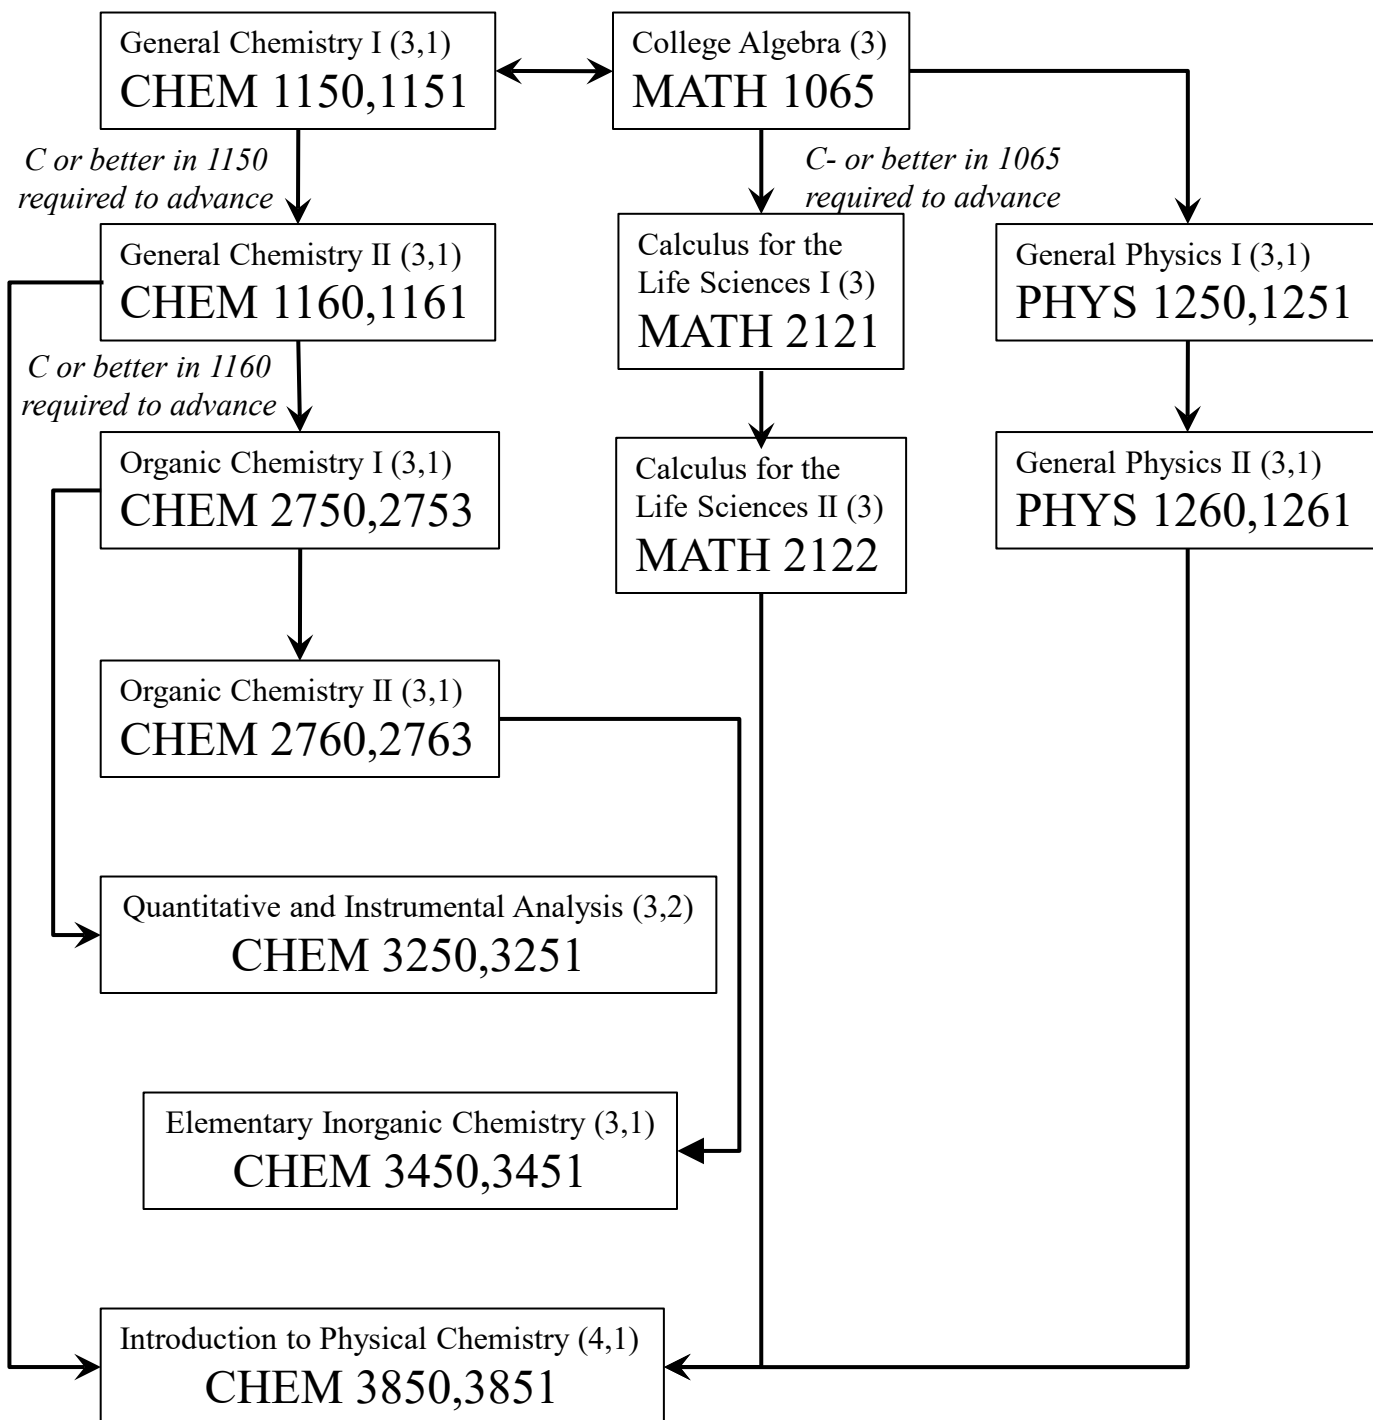 General Chemistry I (3,1)
CHEM 1150,1151
College Algebra (3)
MATH 1065
C or better in 1150
required to advance
C- or better in 1065
required to advance
General Chemistry II (3,1)
CHEM 1160,1161
Calculus for the
Life Sciences I (3)
MATH 2121
General Physics I (3,1)
PHYS 1250,1251
C or better in 1160
required to advance
Organic Chemistry I (3,1)
CHEM 2750,2753
Calculus for the
Life Sciences II (3)
MATH 2122
General Physics II (3,1)
PHYS 1260,1261
Organic Chemistry II (3,1)
CHEM 2760,2763
Quantitative and Instrumental Analysis (3,2)
CHEM 3250,3251
Elementary Inorganic Chemistry (3,1)
CHEM 3450,3451
Introduction to Physical Chemistry (4,1)
CHEM 3850,3851